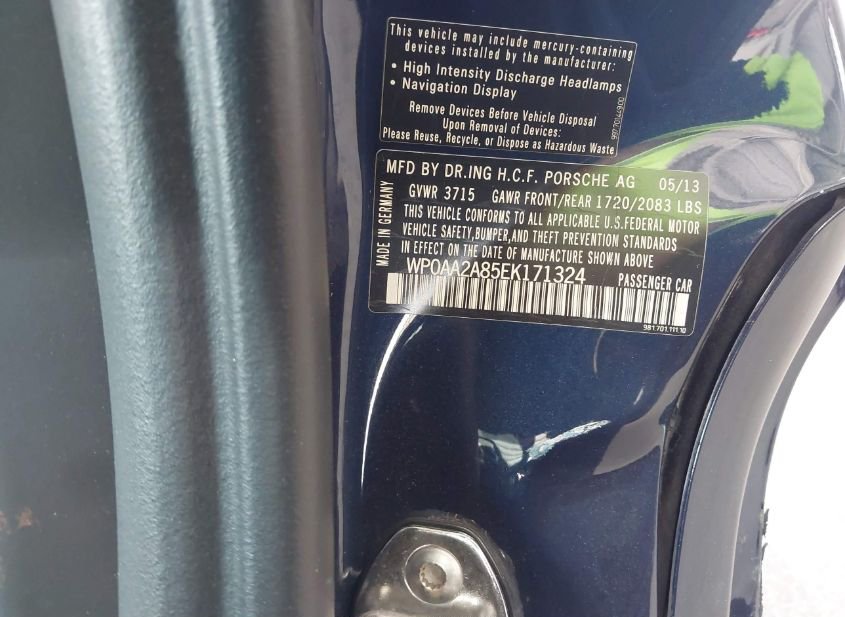 This vehicle may include mercury-containing
devices installed by the manufacturer:
• High Intensity Discharge Headlamps
• Navigation Display
Remove Devices Before Vehicle Disposal
Upon Removal of Devices:
Please Reuse, Recycle, or Dispose as Hazardous Waste
MFD BY DR.ING H.C.F. PORSCHE AG 05/13
GVWR 3715 GAWR FRONT/REAR 1720/2083 LBS
THIS VEHICLE CONFORMS TO ALL APPLICABLE U.S.FEDERAL MOTOR
VEHICLE SAFETY,BUMPER,AND THEFT PREVENTION STANDARDS
IN EFFECT ON THE DATE OF MANUFACTURE SHOWN ABOVE
MADE IN GERMANY
WP0AA2A85EK171324
PASSENGER CAR
981.701.111.10